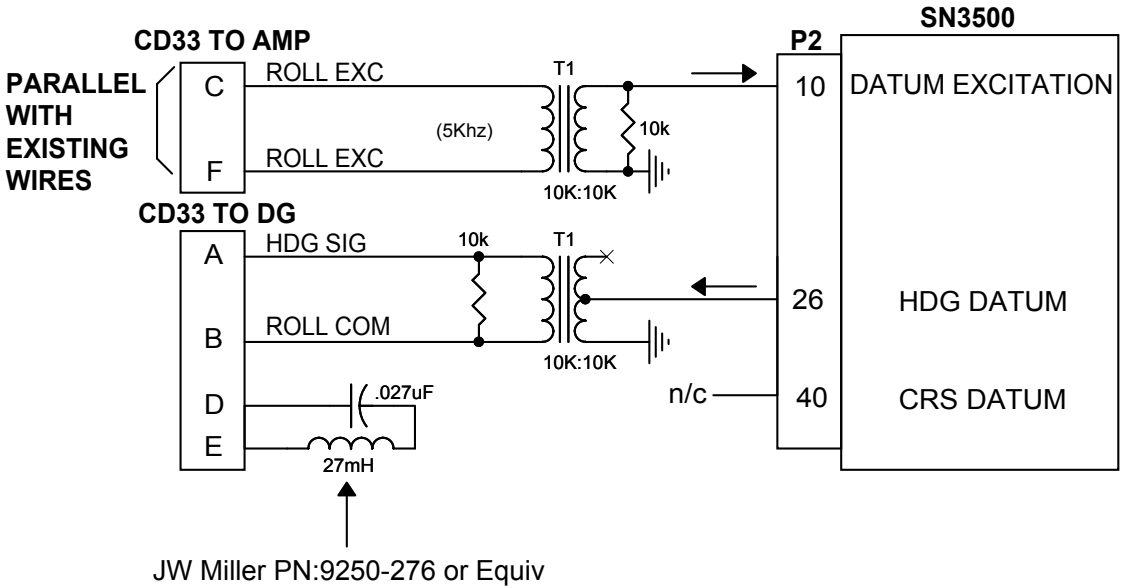 SN3500
CD33 TO AMP
P2
PARALLEL
WITH
EXISTING
WIRES
C
ROLL EXC
T1
10
DATUM EXCITATION
(5Khz)
10k
F
ROLL EXC
10K:10K
CD33 TO DG
A
HDG SIG
10k
T1
26
HDG DATUM
B
ROLL COM
10K:10K
D
.027uF
n/c
40
CRS DATUM
E
27mH
JW Miller PN:9250-276 or Equiv